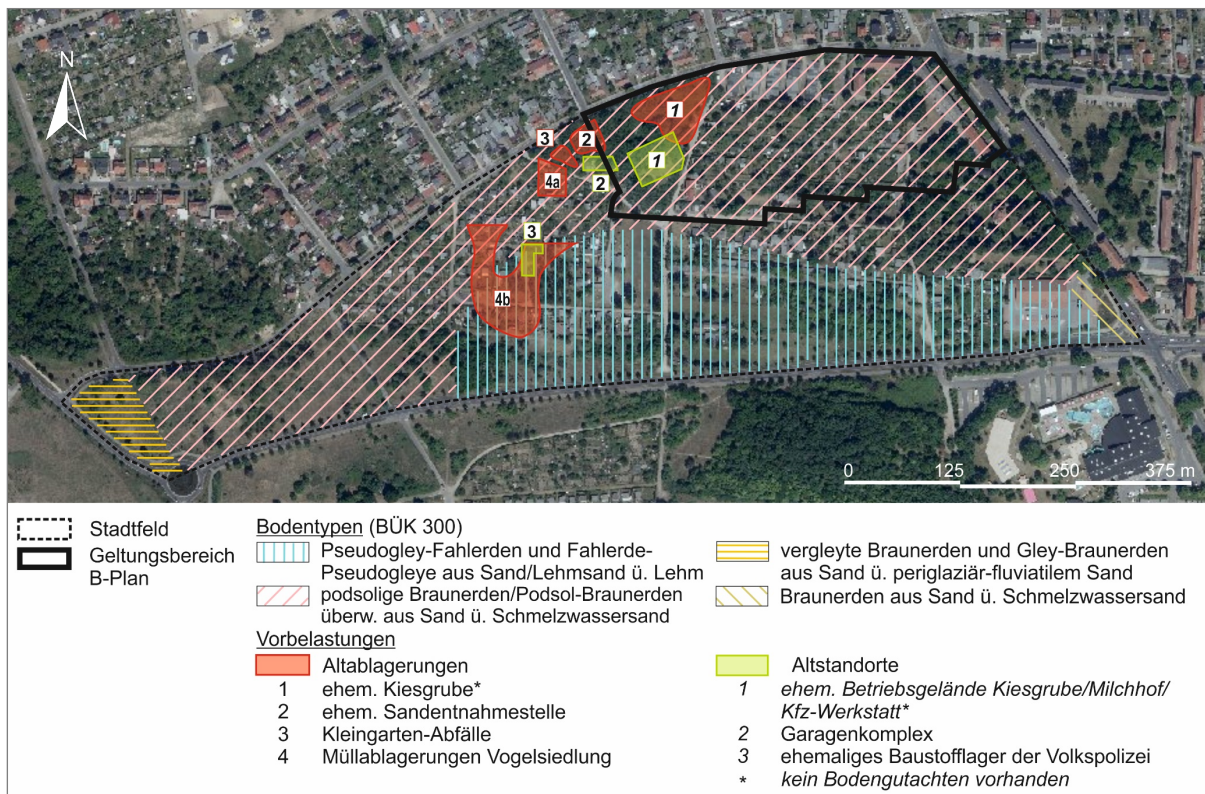 N
1
3
2
1
4a
2
3
4b
0 125 250 375 m
Stadtfeld
Geltungsbereich
B-Plan
Bodentypen (BÜK 300)
Pseudogley-Fahlerden und Fahlerde-
Pseudogleye aus Sand/Lehmsand ü. Lehm
podsolige Braunerden/Podsol-Braunerden
überw. aus Sand ü. Schmelzwassersand
vergleyte Braunerden und Gley-Braunerden
aus Sand ü. periglaziär-fluviatilem Sand
Braunerden aus Sand ü. Schmelzwassersand
Vorbelastungen
Altablagerungen
1 ehem. Kiesgrube*
2 ehem. Sandentnahmestelle
3 Kleingarten-Abfälle
4 Müllablagerungen Vogelsiedlung
Altstandorte
1 ehem. Betriebsgelände Kiesgrube/Milchhof/
Kfz-Werkstatt*
2 Garagenkomplex
3 ehemaliges Baustofflager der Volkspolizei
* kein Bodengutachten vorhanden